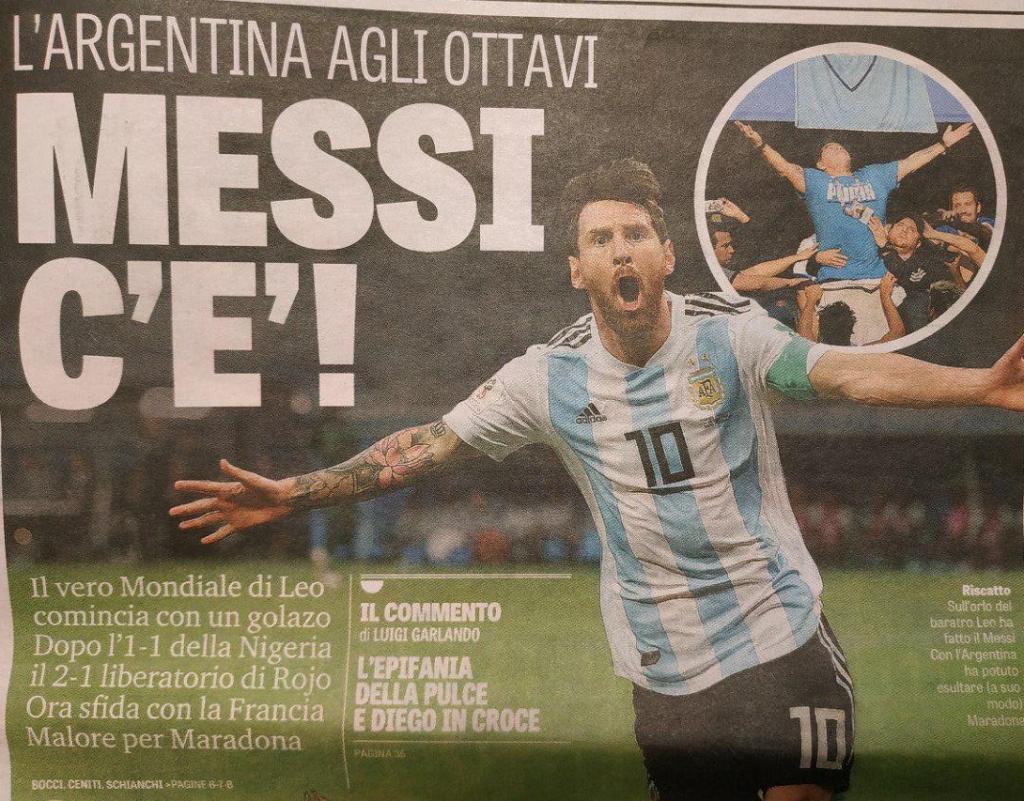 L'ARGENTINA AGLI OTTAVI
MESSI
C'E'!
PUMA
adidas
AFA
10
10
Il vero Mondiale di Leo
comincia con un golazo
Dopo l'1-1 della Nigeria
il 2-1 liberatorio di Rojo
Ora sfida con la Francia
Malore per Maradona
BOCCI, CENITI, SCHIANCHI >PAGINE 6-7-8
IL COMMENTO
di LUIGI GARLANDO
L'EPIFANIA
DELLA PULCE
E DIEGO IN CROCE
PAGINA 35
Riscatto
Sull'orlo del
baratro Leo ha
fatto il Messi
Con l'Argentina
ha potuto
esultare (a suo
modo)
Maradona